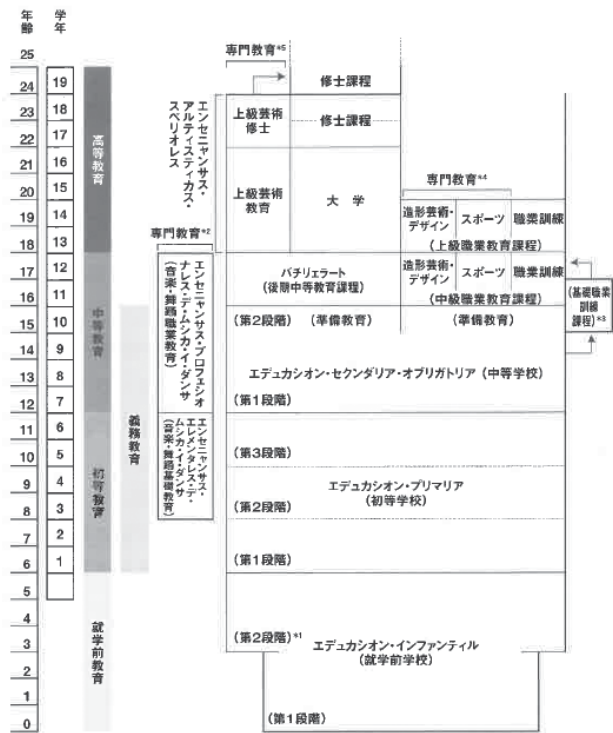 年齢
学年
25
24
23
22
21
20
19
18
17
16
15
14
13
12
11
10
9
8
7
6
5
4
3
2
1
0
19
18
17
16
15
14
13
12
11
10
9
8
7
6
5
4
3
2
1
高等教育
中等教育
初等教育
就学前教育
義務教育
専門教育*5
修士課程
エンセニャンサス・
アルティスティカス・
スペリオレス
上級芸術
修士
修士課程
上級芸術
教育
大学
専門教育*4
造形芸術・
デザイン
スポーツ
職業訓練
(上級職業教育課程)
専門教育*2
エンセニャンサス・プロフェシオ
ナレス・デ・ムシカ・イ・ダンサ
(音楽・舞踊職業教育)
バチリェラート
(後期中等教育課程)
造形芸術・
デザイン
スポーツ
職業訓練
(中級職業教育課程)
(基礎職業
訓練
課程)*3
(第2段階)
(準備教育)
(準備教育)
エデュカシオン・セクンダリア・オブリガトリア (中等学校)
(第1段階)
エンセニャンサス・
エレメンタレス・デ・
ムシカ・イ・ダンサ
(音楽・舞踊基礎教育)
(第3段階)
エデュカシオン・プリマリア
(初等学校)
(第2段階)
(第1段階)
(第2段階)*1
エデュカシオン・インファンティル
(就学前学校)
(第1段階)